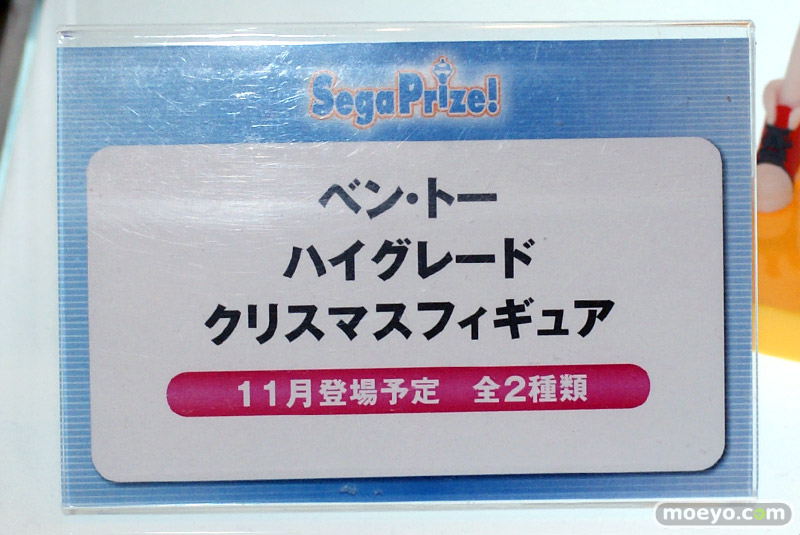 SegaPrize!
ベン・トー
ハイグレード
クリスマスフィギュア
11月登場予定 全2種類
moeyo.com